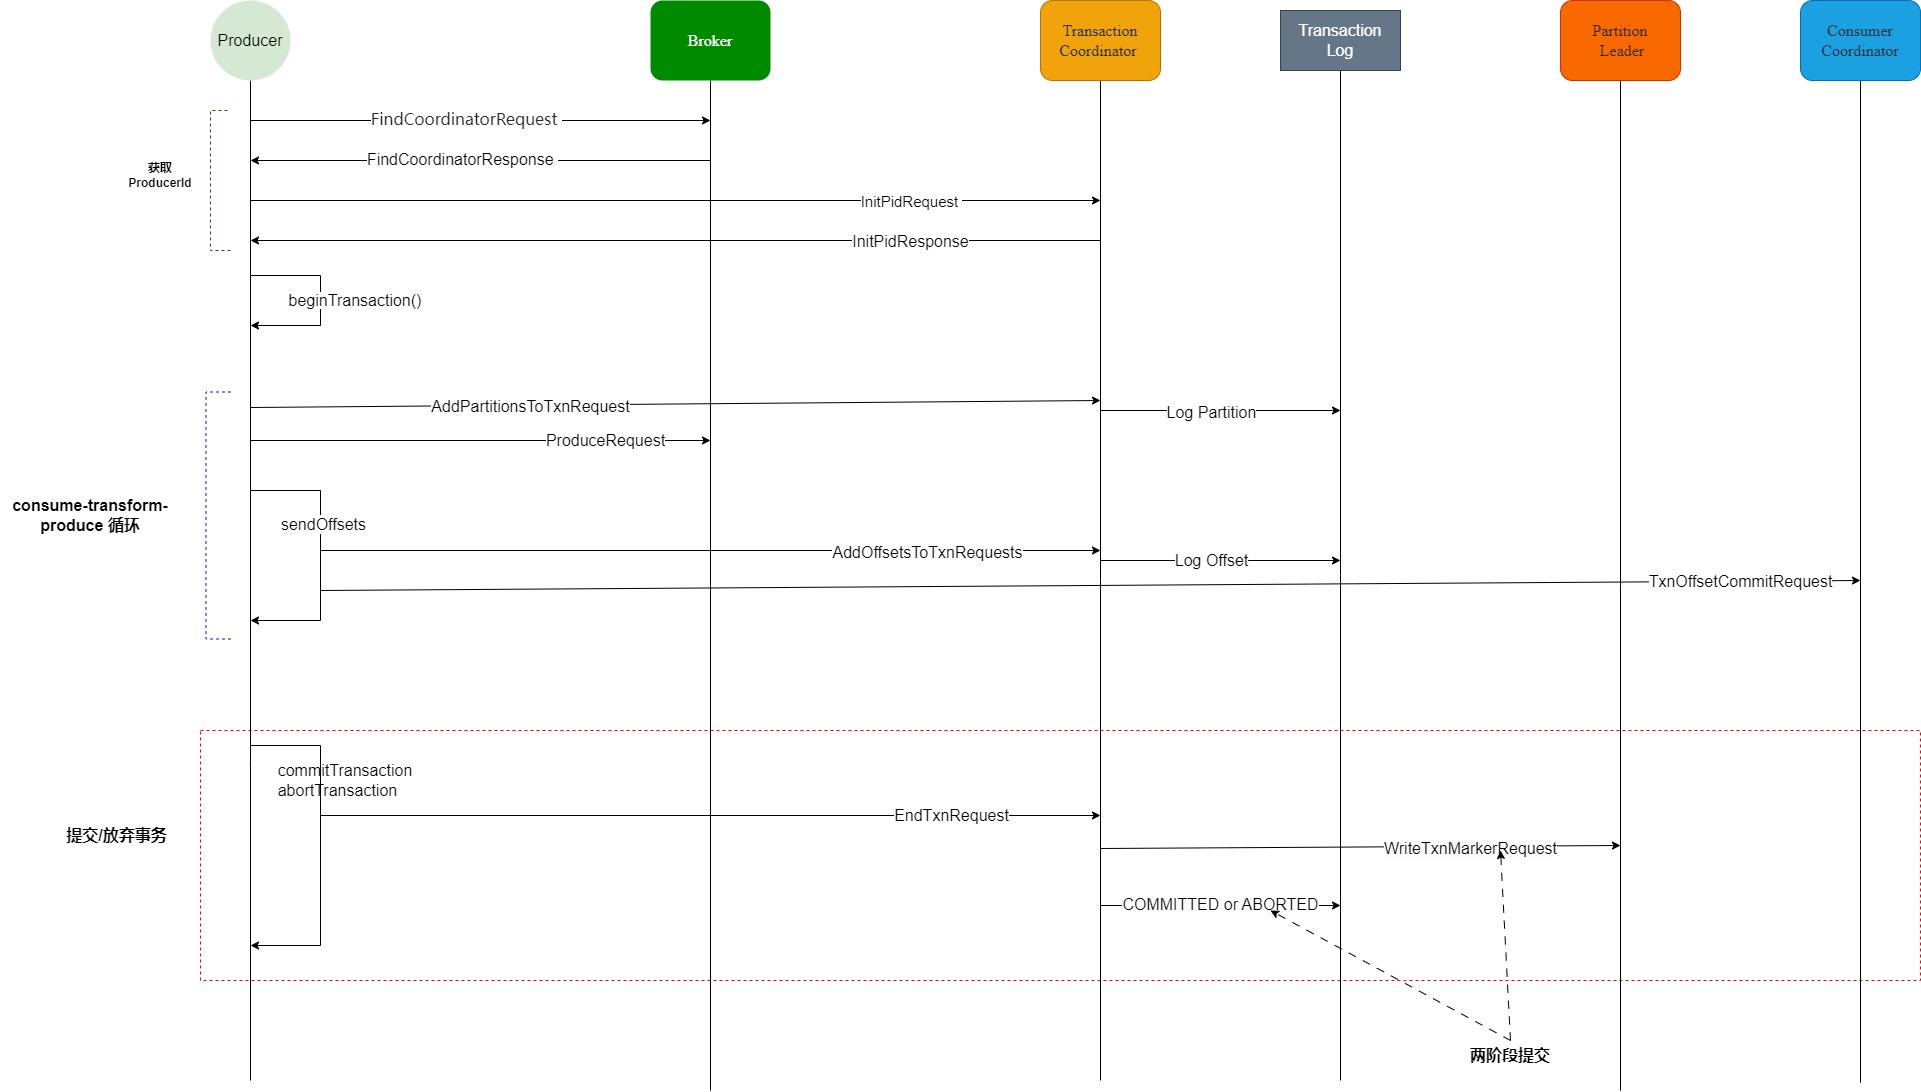 Producer
Broker
Transaction
Coordinator
Transaction
Log
Partition
Leader
Consumer
Coordinator
FindCoordinatorRequest
FindCoordinatorResponse
获取
ProducerId
InitPidRequest
InitPidResponse
beginTransaction()
AddPartitionsToTxnRequest
Log Partition
ProduceRequest
consume-transform-
produce 循环
sendOffsets
AddOffsetsToTxnRequests
Log Offset
TxnOffsetCommitRequest
commitTransaction
abortTransaction
EndTxnRequest
提交/放弃事务
WriteTxnMarkerRequest
COMMITTED or ABORTED
两阶段提交